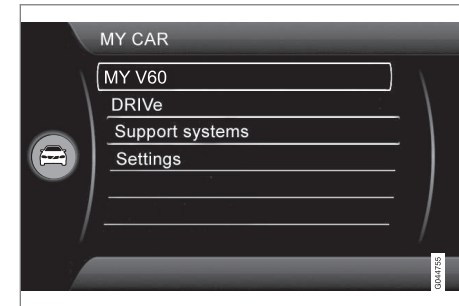 MY CAR
MY V60
DRIVe
Support systems
Settings
G044755